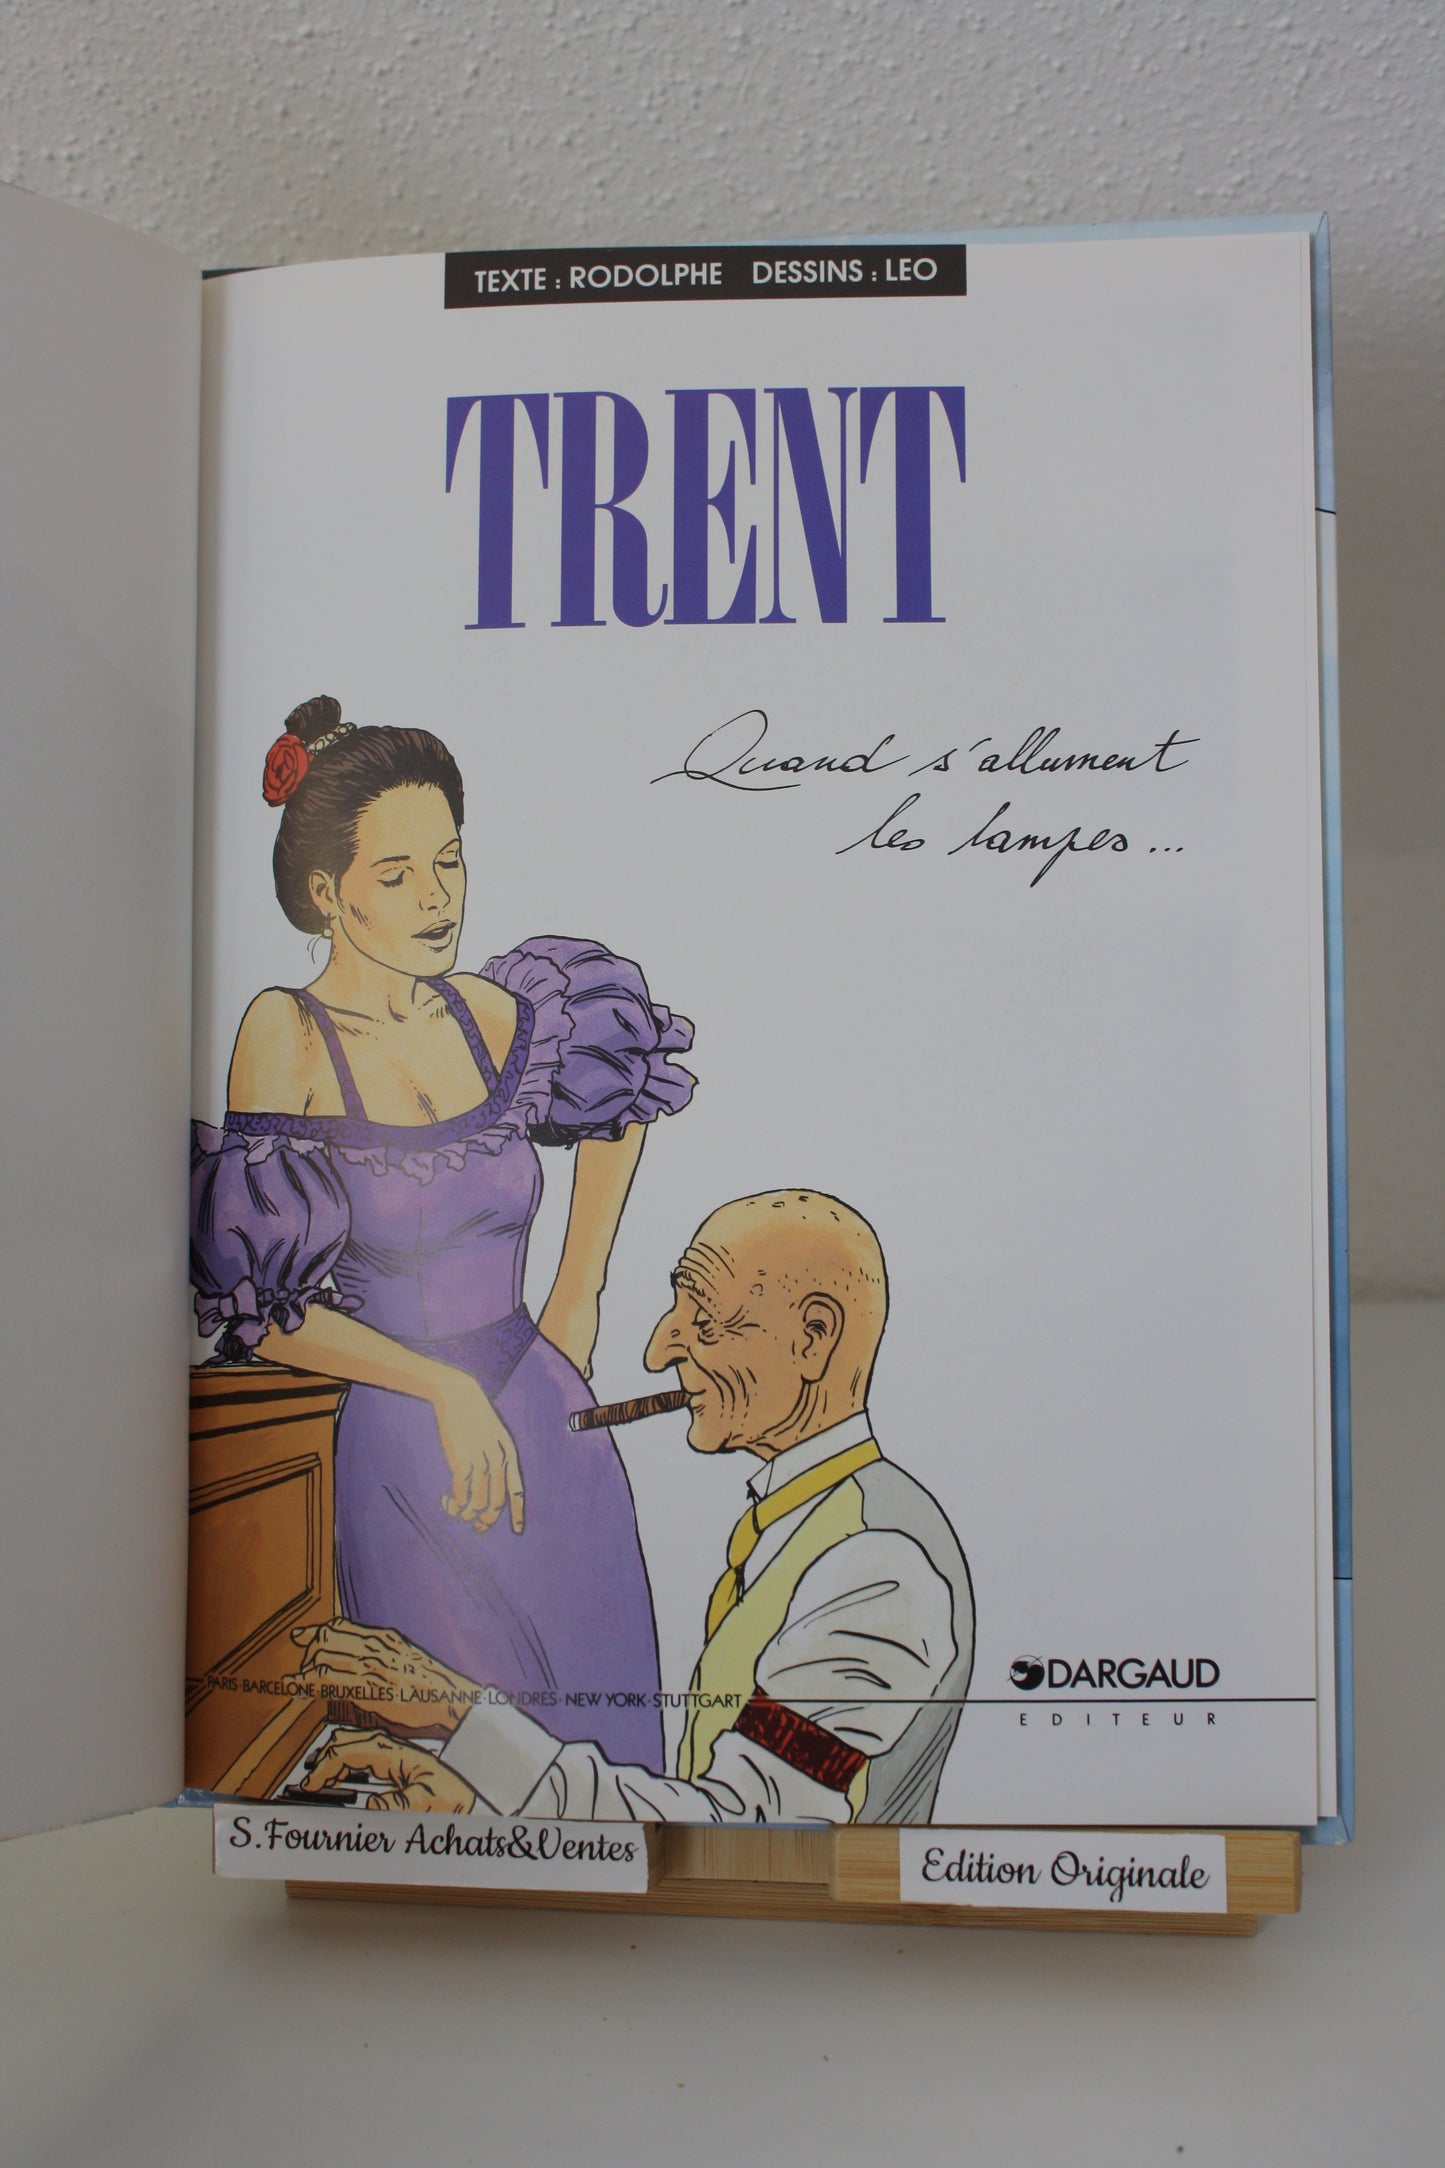 TEXTE : RODOLPHE DESSINS : LEO
TRENT
Quand s'allument
les lampes...
DARGAUD
PARIS·BARCELONE·BRUXELLES·LAUSANNE·LONDRES·NEW YORK·STUTTGART
EDITEUR
S.Fournier Achats&Ventes
Edition Originale